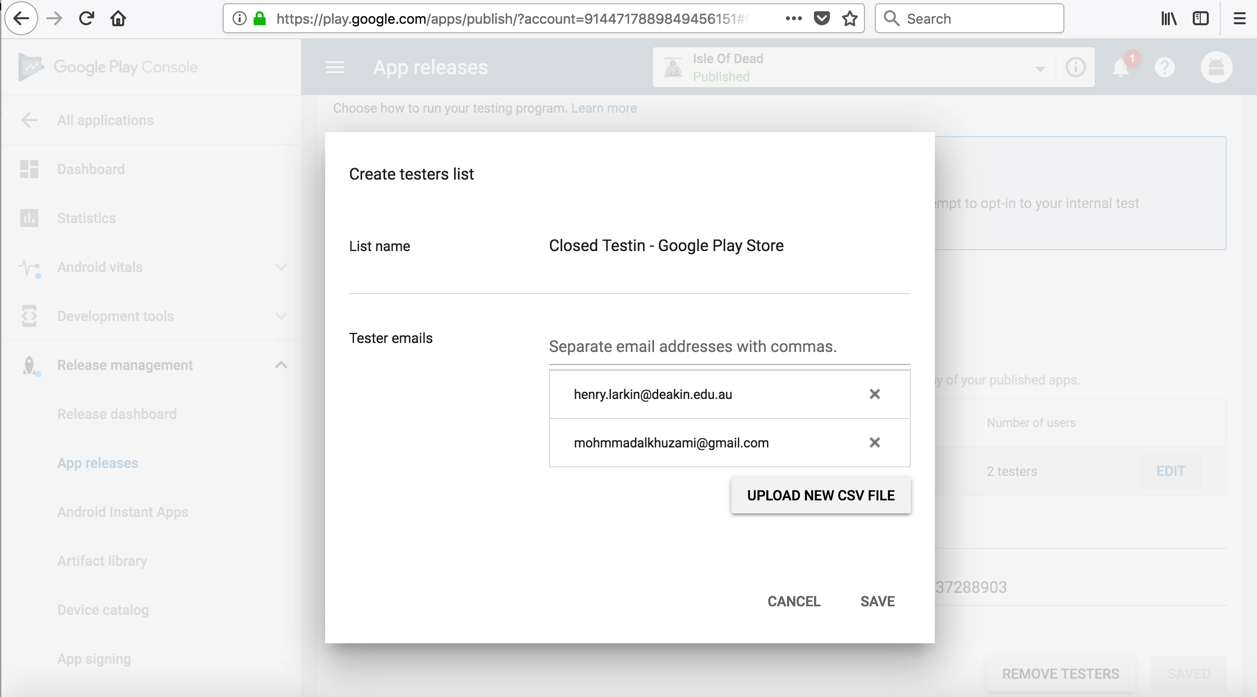 https://play.google.com/apps/publish/?account=9144717889849456151#
Search
Google Play Console
App releases
Isle Of Dead
Published
1
Choose how to run your testing program. Learn more
All applications
Dashboard
Statistics
Android vitals
Development tools
Release management
Release dashboard
App releases
Android Instant Apps
Artifact library
Device catalog
App signing
Create testers list
List name
Closed Testin - Google Play Store
Tester emails
Separate email addresses with commas.
henry.larkin@deakin.edu.au
mohmmadalkhuzami@gmail.com
UPLOAD NEW CSV FILE
CANCEL
SAVE
to opt-in to your internal test
of your published apps.
Number of users
2 testers
EDIT
37288903
REMOVE TESTERS
SAVED